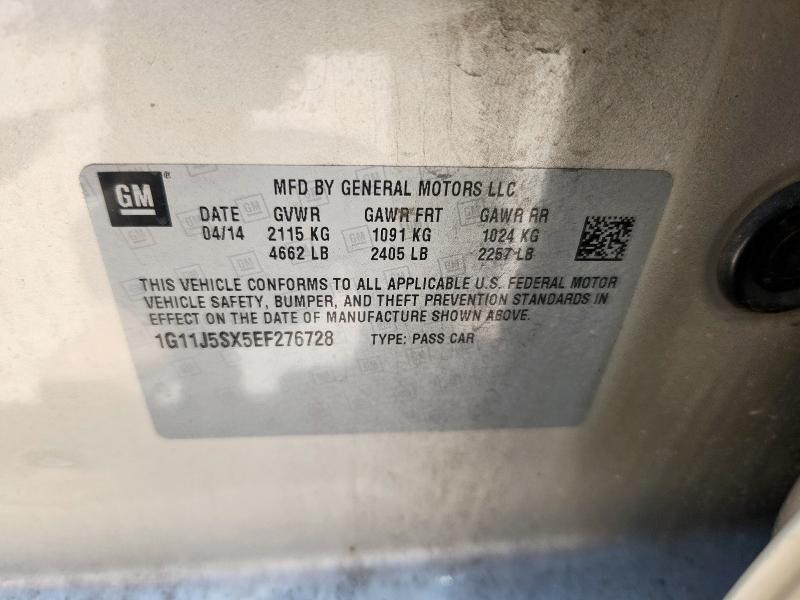 GM ®
MFD BY GENERAL MOTORS LLC
DATE GVWR GAWR FRT GAWR RR
04/14 2115 KG 1091 KG 1024 KG
4662 LB 2405 LB 2257 LB
THIS VEHICLE CONFORMS TO ALL APPLICABLE U.S. FEDERAL MOTOR
VEHICLE SAFETY, BUMPER, AND THEFT PREVENTION STANDARDS IN
EFFECT ON THE DATE OF MANUFACTURE SHOWN ABOVE.
1G11J5SX5EF276728 TYPE: PASS CAR